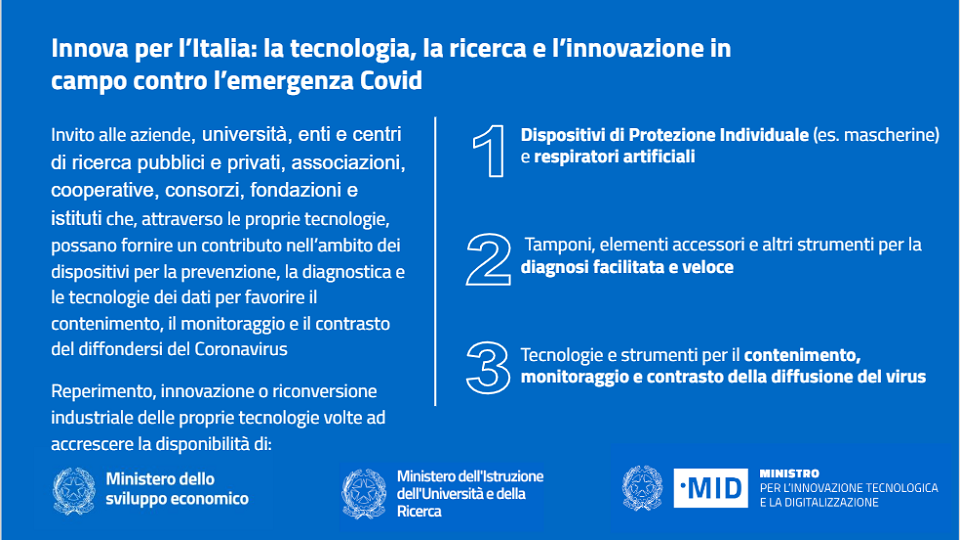 Innova per l'Italia: la tecnologia, la ricerca e l'innovazione in
campo contro l'emergenza Covid
Invito alle aziende, università, enti e centri
di ricerca pubblici e privati, associazioni,
cooperative, consorzi, fondazioni e
istituti che, attraverso le proprie tecnologie,
possano fornire un contributo nell'ambito dei
dispositivi per la prevenzione, la diagnostica e
le tecnologie dei dati per favorire il
contenimento, il monitoraggio e il contrasto
del diffondersi del Coronavirus
Reperimento, innovazione o riconversione
industriale delle proprie tecnologie volte ad
accrescere la disponibilità di:
1
Dispositivi di Protezione Individuale (es. mascherine)
e respiratori artificiali
2
Tamponi, elementi accessori e altri strumenti per la
diagnosi facilitata e veloce
3
Tecnologie e strumenti per il contenimento,
monitoraggio e contrasto della diffusione del virus
Ministero dello
sviluppo economico
Ministero dell'Istruzione
dell'Università e della
Ricerca
MID
MINISTRO
PER L'INNOVAZIONE TECNOLOGICA
E LA DIGITALIZZAZIONE